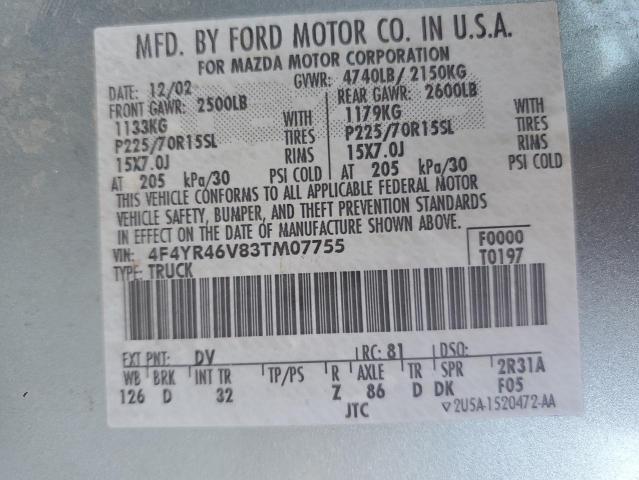 MFD. BY FORD MOTOR CO. IN U.S.A.
FOR MAZDA MOTOR CORPORATION
DATE: 12/02 GVWR: 4740LB/ 2150KG
FRONT GAWR: 2500LB REAR GAWR: 2600LB
1133KG WITH 1179KG WITH
P225/70R15SL TIRES P225/70R15SL TIRES
15X7.0J RIMS 15X7.0J RIMS
AT 205 kPa/30 PSI COLD AT 205 kPa/30 PSI COLD
THIS VEHICLE CONFORMS TO ALL APPLICABLE FEDERAL MOTOR
VEHICLE SAFETY, BUMPER, AND THEFT PREVENTION STANDARDS
IN EFFECT ON THE DATE OF MANUFACTURE SHOWN ABOVE.
VIN: 4F4YR46V83TM07755 F0000
TYPE: TRUCK T0197
EXT PNT: DV RC: 81 DSO:
WB BRK INT TR TP/PS R AXLE TR SPR 2R31A
126 D 32 Z 86 D DK F05
JTC ▽2U5A-1520472-AA